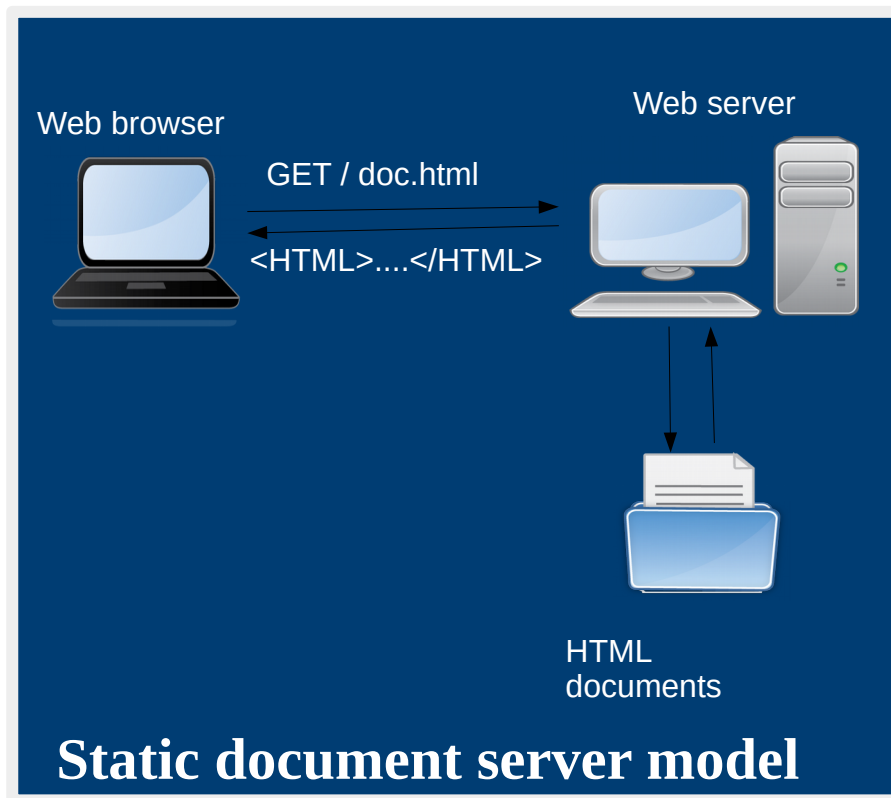 Web browser
Web server
GET / doc.html
<HTML>....</HTML>
HTML
documents
Static document server model